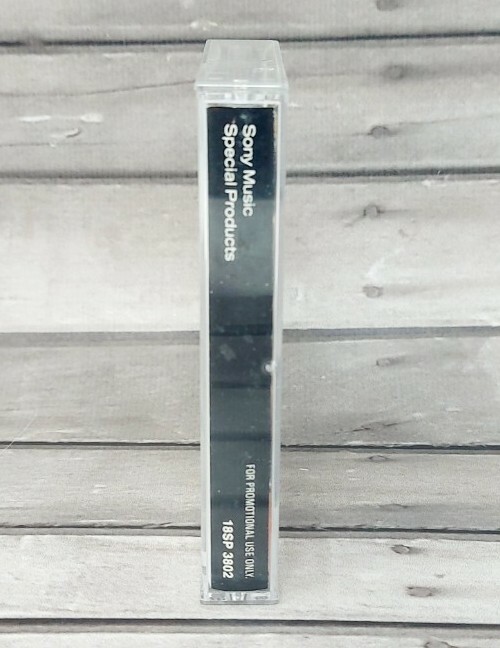 Sony Music
Special Products
FOR PROMOTIONAL USE ONLY.
18SP 3802